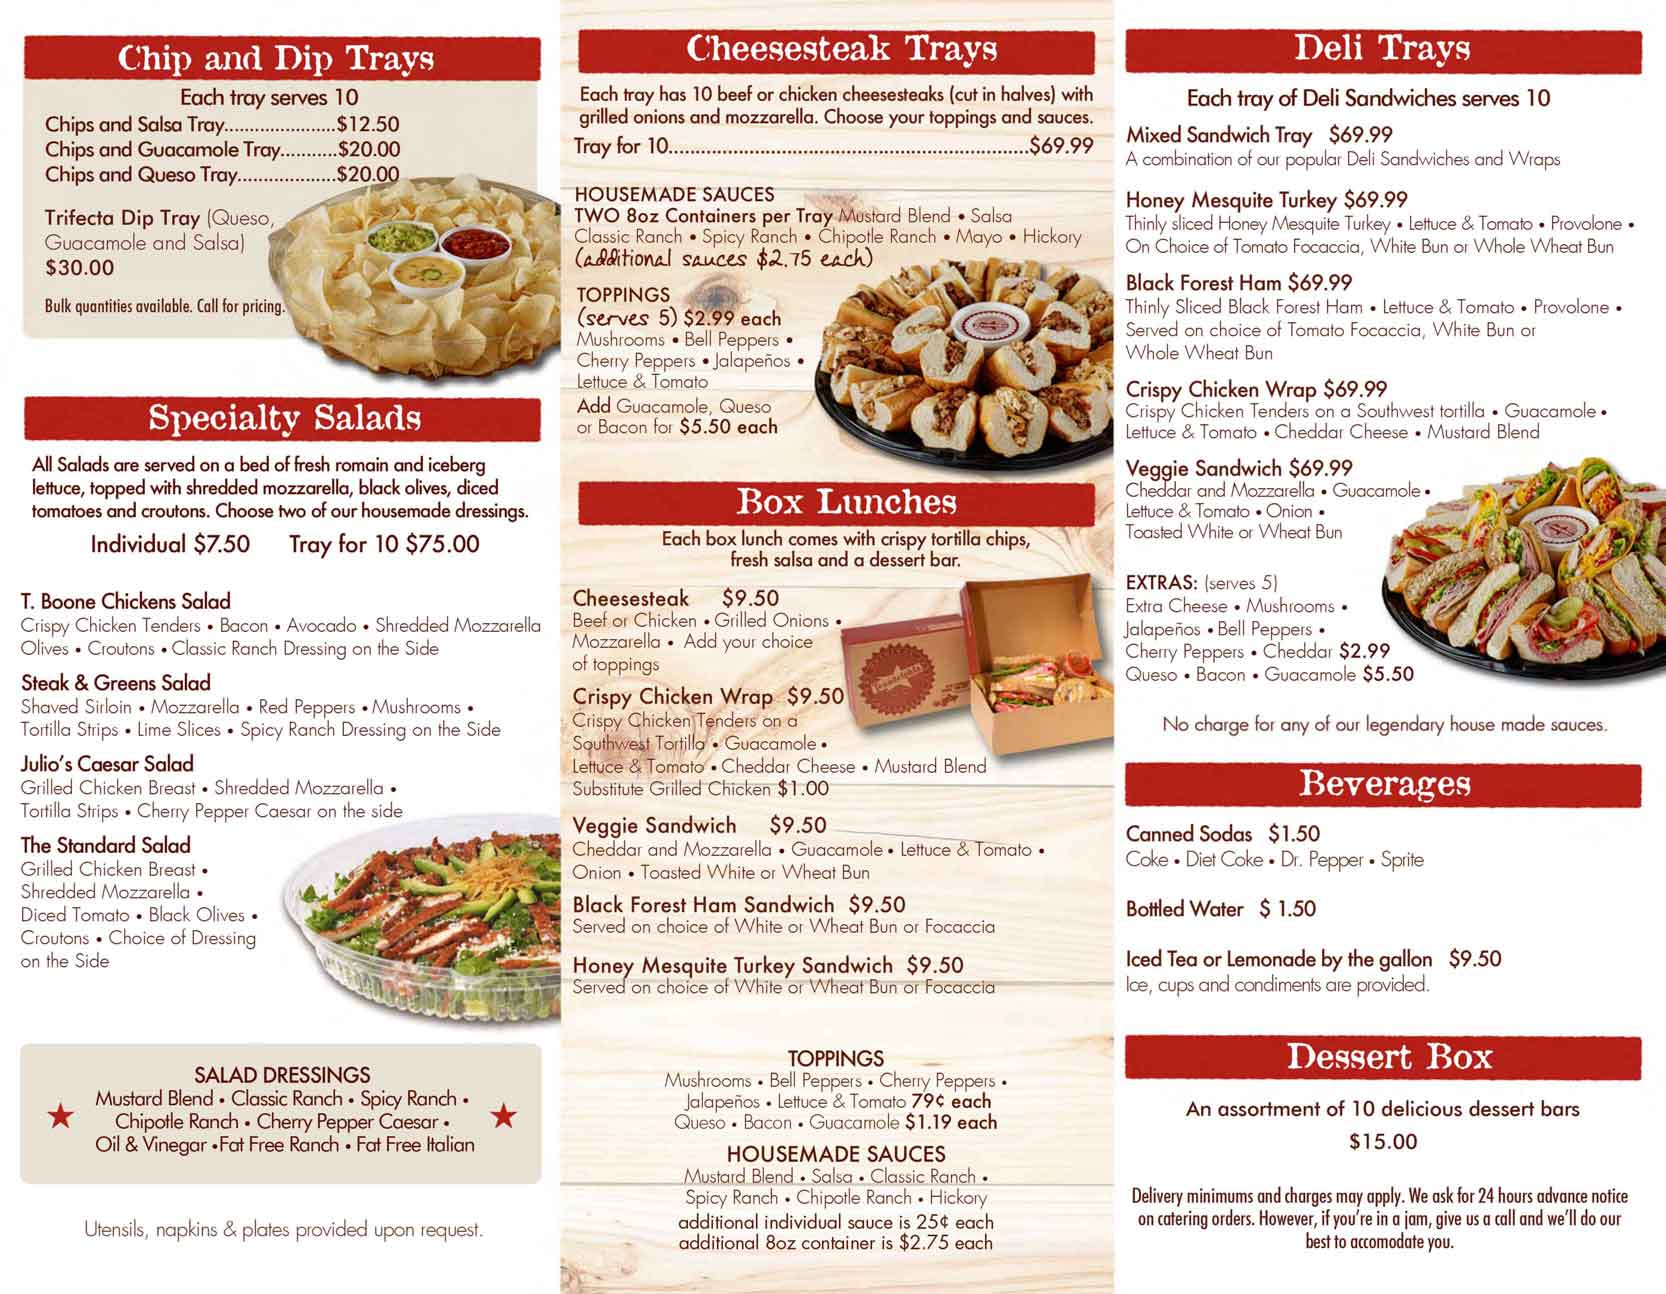 Chip and Dip Trays
Each tray serves 10
Chips and Salsa Tray......................$12.50
Chips and Guacamole Tray...........$20.00
Chips and Queso Tray...................$20.00
Trifecta Dip Tray (Queso,
Guacamole and Salsa)
$30.00
Bulk quantities available. Call for pricing.
Specialty Salads
All Salads are served on a bed of fresh romain and iceberg
lettuce, topped with shredded mozzarella, black olives, diced
tomatoes and croutons. Choose two of our housemade dressings.
Individual $7.50 Tray for 10 $75.00
T. Boone Chickens Salad
Crispy Chicken Tenders • Bacon • Avocado • Shredded Mozzarella
Olives • Croutons • Classic Ranch Dressing on the Side
Steak & Greens Salad
Shaved Sirloin • Mozzarella • Red Peppers • Mushrooms •
Tortilla Strips • Lime Slices • Spicy Ranch Dressing on the Side
Julio's Caesar Salad
Grilled Chicken Breast • Shredded Mozzarella •
Tortilla Strips • Cherry Pepper Caesar on the side
The Standard Salad
Grilled Chicken Breast •
Shredded Mozzarella •
Diced Tomato • Black Olives •
Croutons • Choice of Dressing
on the Side
SALAD DRESSINGS
Mustard Blend • Classic Ranch • Spicy Ranch •
Chipotle Ranch • Cherry Pepper Caesar •
Oil & Vinegar •Fat Free Ranch • Fat Free Italian
Utensils, napkins & plates provided upon request.
Cheesesteak Trays
Each tray has 10 beef or chicken cheesesteaks (cut in halves) with
grilled onions and mozzarella. Choose your toppings and sauces.
Tray for 10............................................................$69.99
HOUSEMADE SAUCES
TWO 8oz Containers per Tray Mustard Blend • Salsa
Classic Ranch • Spicy Ranch • Chipotle Ranch • Mayo • Hickory
(additional sauces $2.75 each)
TOPPINGS
(serves 5) $2.99 each
Mushrooms • Bell Peppers •
Cherry Peppers • Jalapeños •
Lettuce & Tomato
Add Guacamole, Queso
or Bacon for $5.50 each
Box Lunches
Each box lunch comes with crispy tortilla chips,
fresh salsa and a dessert bar.
Cheesesteak $9.50
Beef or Chicken • Grilled Onions •
Mozzarella • Add your choice
of toppings
Crispy Chicken Wrap $9.50
Crispy Chicken Tenders on a
Southwest Tortilla • Guacamole •
Lettuce & Tomato • Cheddar Cheese • Mustard Blend
Substitute Grilled Chicken $1.00
Veggie Sandwich $9.50
Cheddar and Mozzarella • Guacamole • Lettuce & Tomato •
Onion • Toasted White or Wheat Bun
Black Forest Ham Sandwich $9.50
Served on choice of White or Wheat Bun or Focaccia
Honey Mesquite Turkey Sandwich $9.50
Served on choice of White or Wheat Bun or Focaccia
TOPPINGS
Mushrooms • Bell Peppers • Cherry Peppers •
Jalapeños • Lettuce & Tomato 79¢ each
Queso • Bacon • Guacamole $1.19 each
HOUSEMADE SAUCES
Mustard Blend • Salsa • Classic Ranch •
Spicy Ranch • Chipotle Ranch • Hickory
additional individual sauce is 25¢ each
additional 8oz container is $2.75 each
Deli Trays
Each tray of Deli Sandwiches serves 10
Mixed Sandwich Tray $69.99
A combination of our popular Deli Sandwiches and Wraps
Honey Mesquite Turkey $69.99
Thinly sliced Honey Mesquite Turkey • Lettuce & Tomato • Provolone •
On Choice of Tomato Focaccia, White Bun or Whole Wheat Bun
Black Forest Ham $69.99
Thinly Sliced Black Forest Ham • Lettuce & Tomato • Provolone •
Served on choice of Tomato Focaccia, White Bun or
Whole Wheat Bun
Crispy Chicken Wrap $69.99
Crispy Chicken Tenders on a Southwest tortilla • Guacamole •
Lettuce & Tomato • Cheddar Cheese • Mustard Blend
Veggie Sandwich $69.99
Cheddar and Mozzarella • Guacamole •
Lettuce & Tomato • Onion •
Toasted White or Wheat Bun
EXTRAS: (serves 5)
Extra Cheese • Mushrooms •
Jalapeños • Bell Peppers •
Cherry Peppers • Cheddar $2.99
Queso • Bacon • Guacamole $5.50
No charge for any of our legendary house made sauces.
Beverages
Canned Sodas $1.50
Coke • Diet Coke • Dr. Pepper • Sprite
Bottled Water $ 1.50
Iced Tea or Lemonade by the gallon $9.50
Ice, cups and condiments are provided.
Dessert Box
An assortment of 10 delicious dessert bars
$15.00
Delivery minimums and charges may apply. We ask for 24 hours advance notice
on catering orders. However, if you're in a jam, give us a call and we'll do our
best to accomodate you.